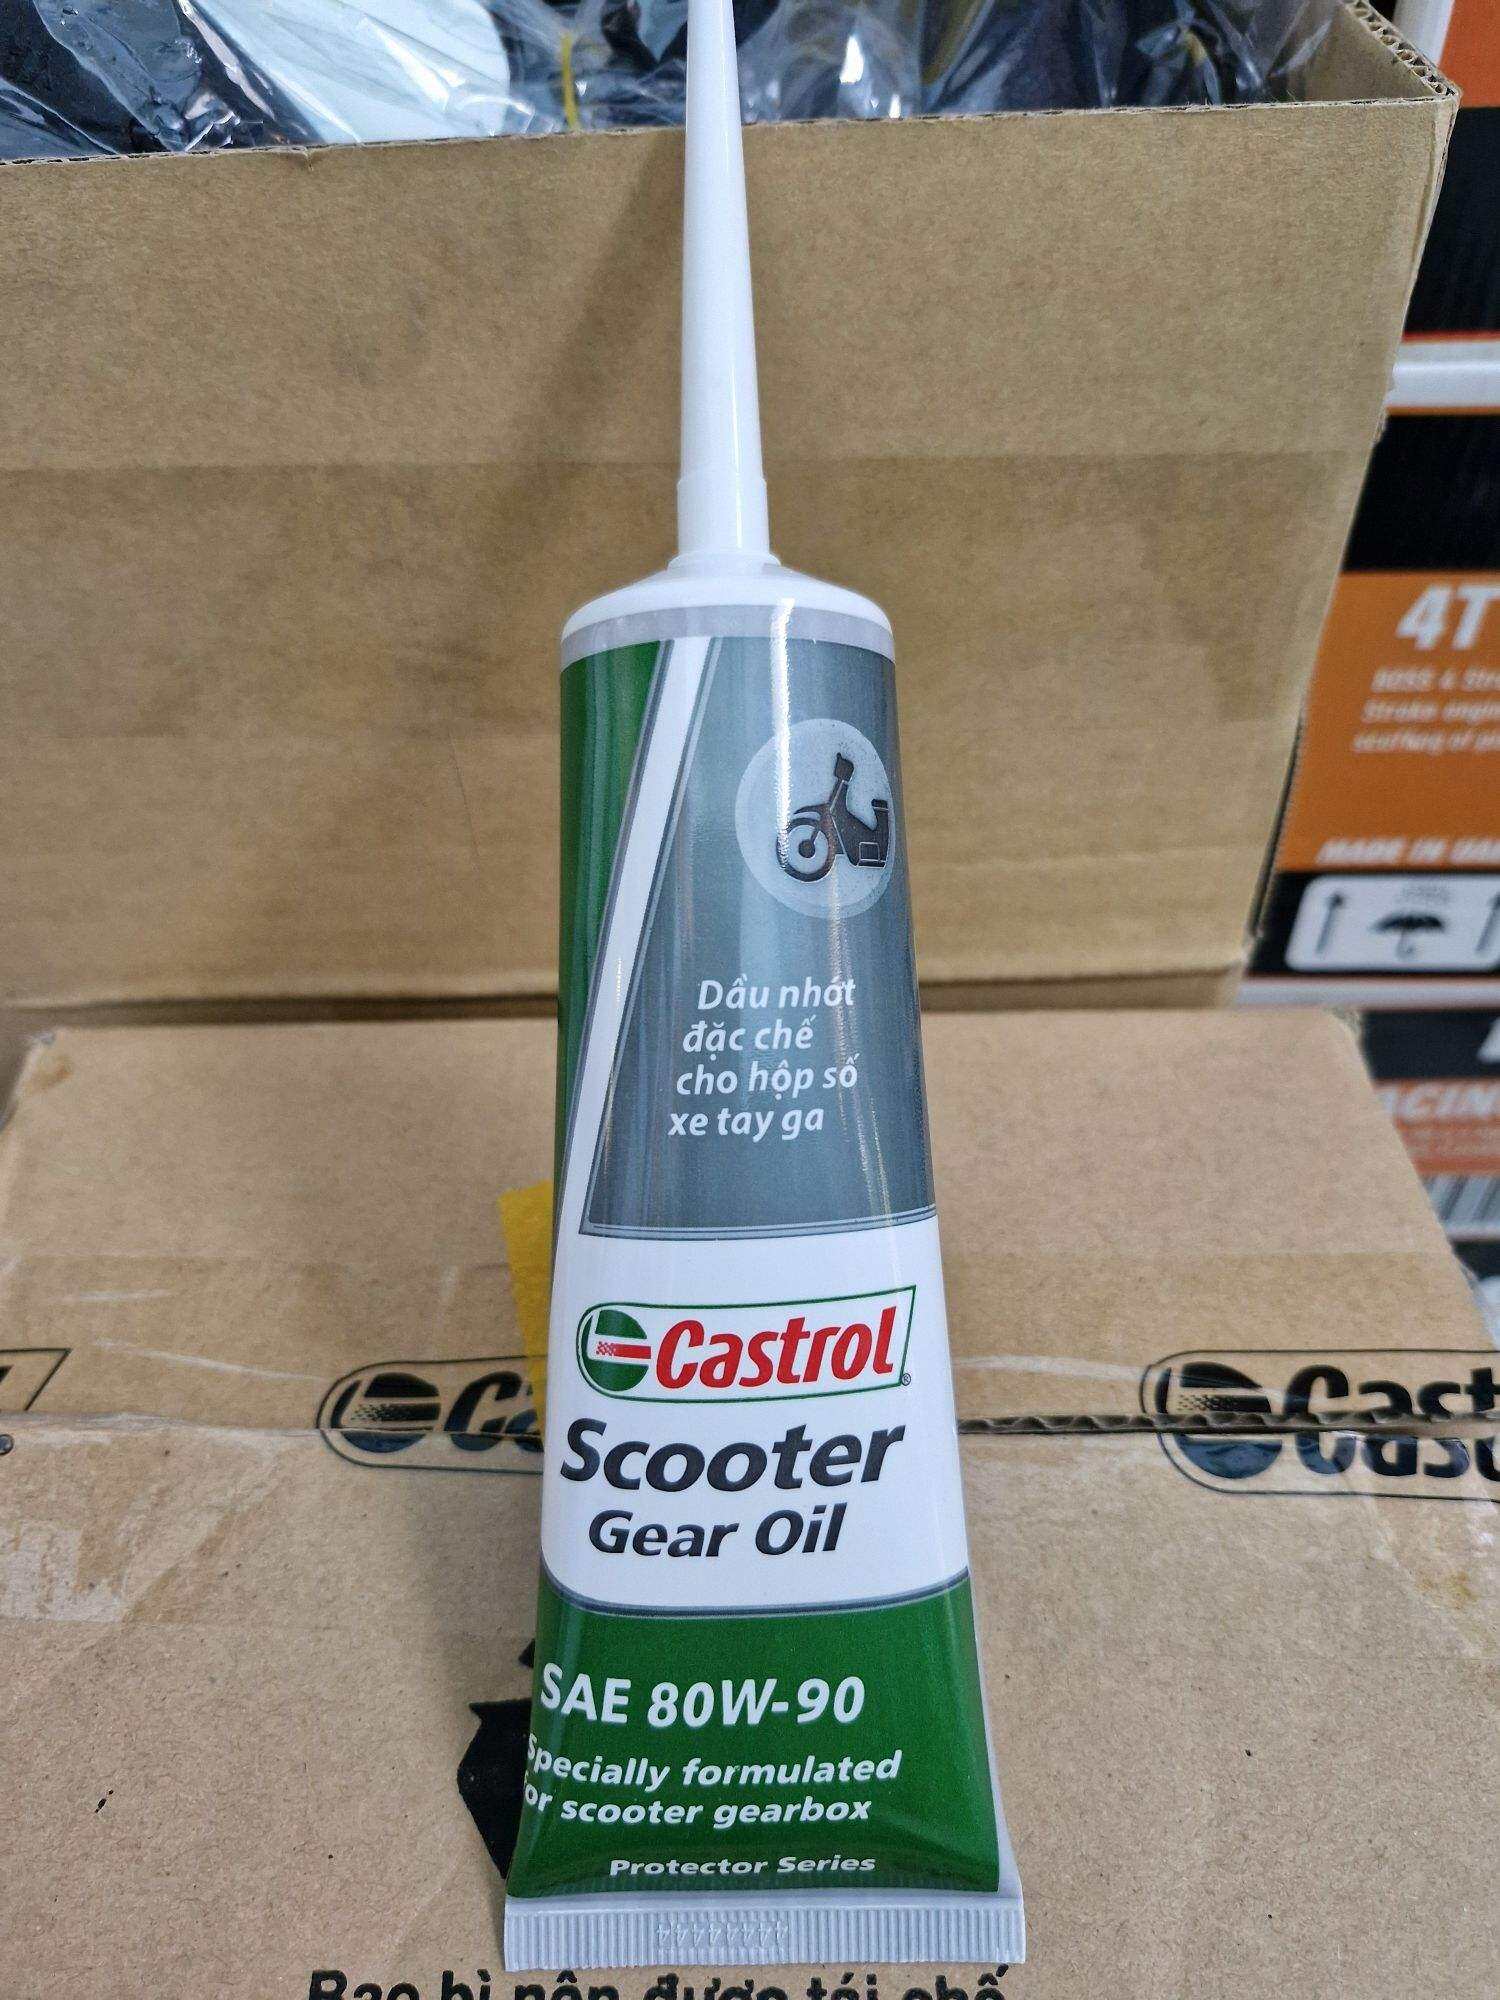 4T
MADE IN
Dầu nhớt
đặc chế
cho hộp số
xe tay ga
Castrol
Scooter
Gear Oil
SAE 80W-90
Specially formulated
for scooter gearbox
Protector Series
Bao bì nên được tái chế